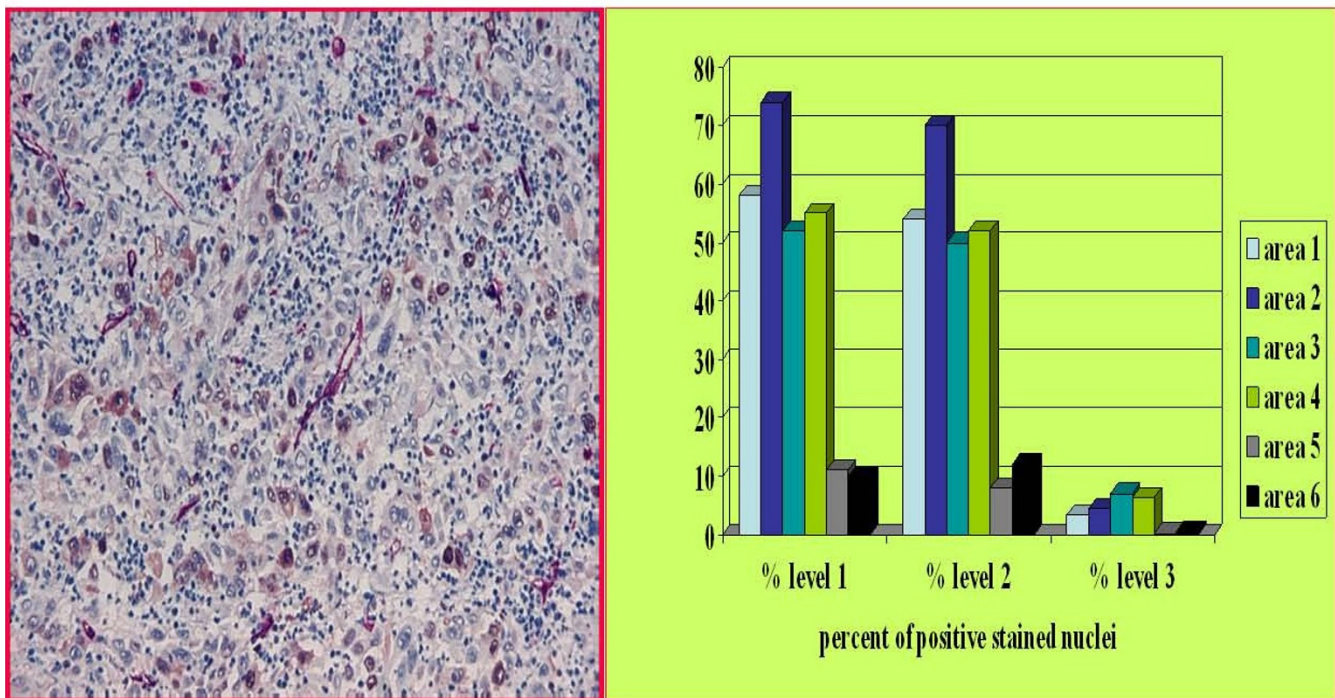 80
70
60
50
40
30
20
10
0
% level 1 % level 2 % level 3
percent of positive stained nuclei
area 1
area 2
area 3
area 4
area 5
area 6